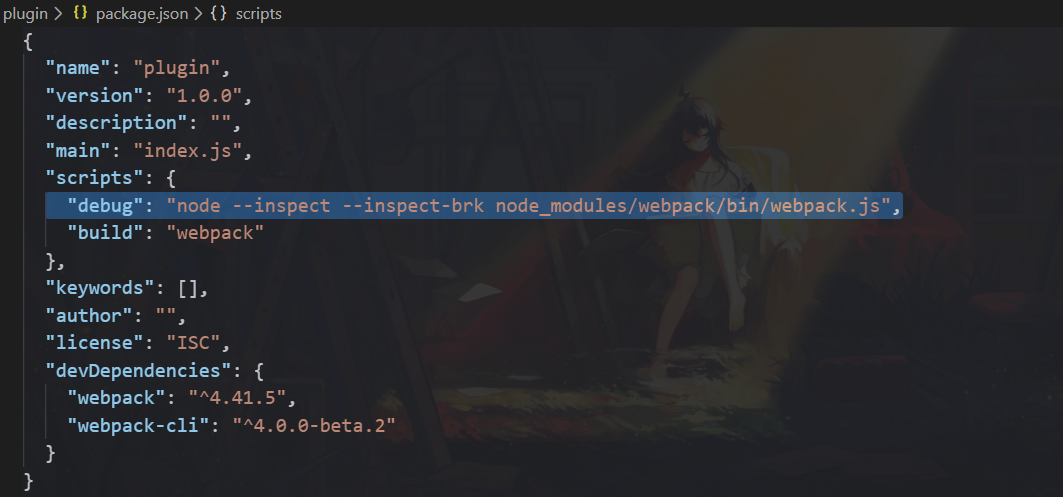 plugin > {} package.json > {} scripts
{
"name": "plugin",
"version": "1.0.0",
"description": "",
"main": "index.js",
"scripts": {
"debug": "node --inspect --inspect-brk node_modules/webpack/bin/webpack.js",
"build": "webpack"
},
"keywords": [],
"author": "",
"license": "ISC",
"devDependencies": {
"webpack": "^4.41.5",
"webpack-cli": "^4.0.0-beta.2"
}
}